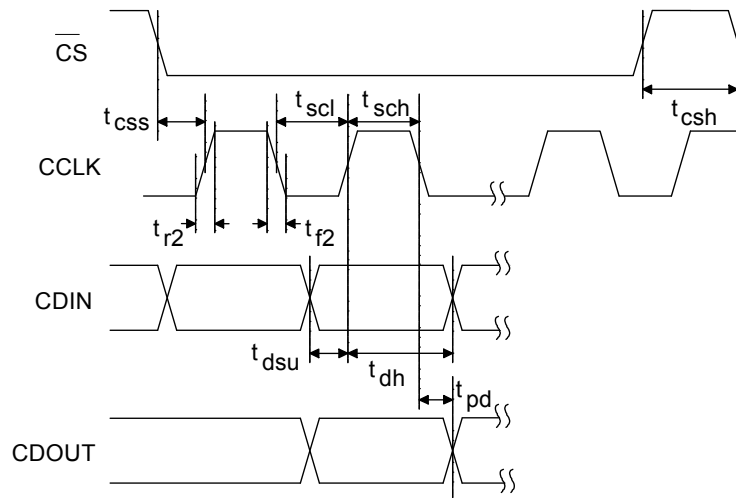 CS
t scl t sch
t css t csh
CCLK
t r2 t f2
CDIN
t dsu t dh
t pd
CDOUT